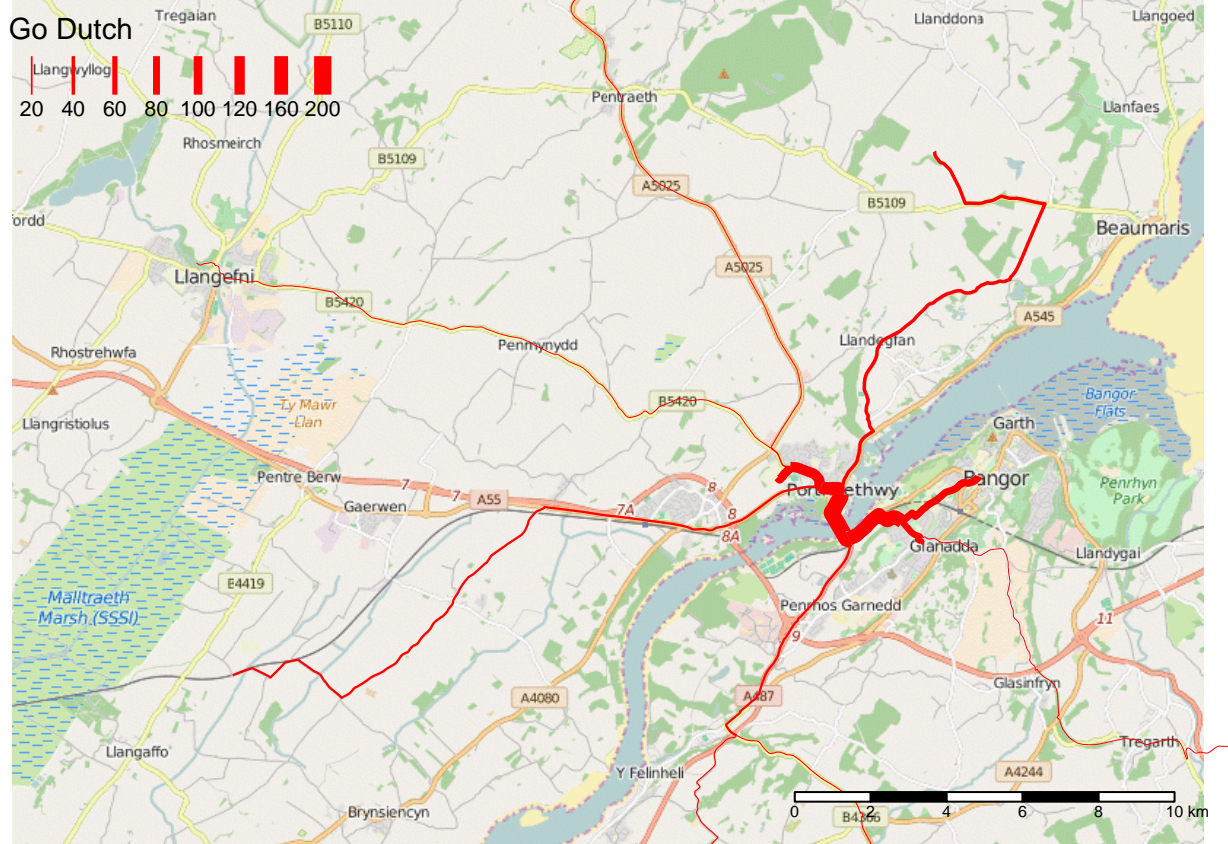 Tregaian
B5110
Llanddona
Llangoed
Go Dutch
Llangwyllog
20 40 60 80 100 120 160 200
Pentraeth
Llanfaes
Rhosmeirch
B5109
A5025
B5109
fordd
Beaumaris
A5025
Llangefni
B5420
A545
Rhostrehwfa
Penmynydd
Llandegfan
B5420
Ty Mawr
Llan
Bangor
Flats
Llangristiolus
Garth
Pentre Berw
7
7
A55
8
Bangor
Penrhyn
Park
Gaerwen
7A
8
8A
Glanadda
Llandygai
B4419
Malltraeth
Marsh (SSSI)
Penrhos Garnedd
11
9
Glasinfryn
A4080
A487
Llangaffo
Tregarth
Y Felinheli
A4244
Brynsiencyn
B4366
0 2 4 6 8 10 km